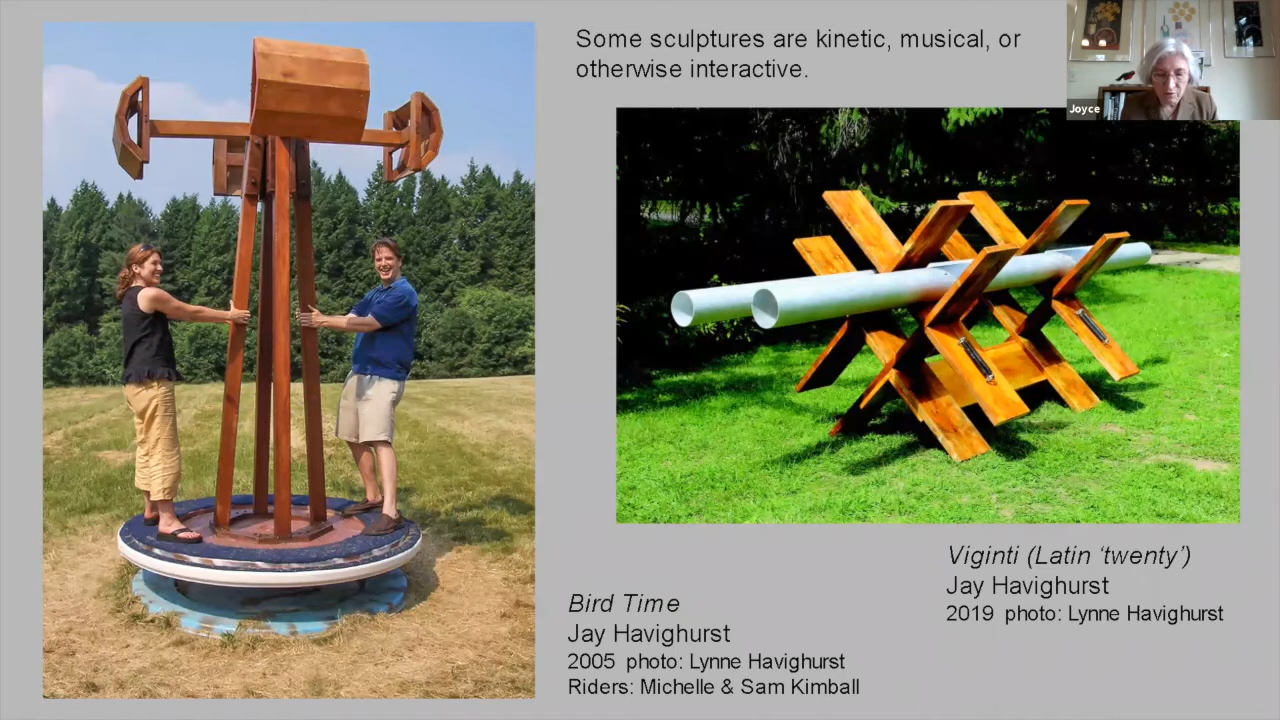 Some sculptures are kinetic, musical, or
otherwise interactive.
Joyce
Viginti (Latin ‘twenty’)
Jay Havighurst
2019 photo: Lynne Havighurst
Bird Time
Jay Havighurst
2005 photo: Lynne Havighurst
Riders: Michelle & Sam Kimball